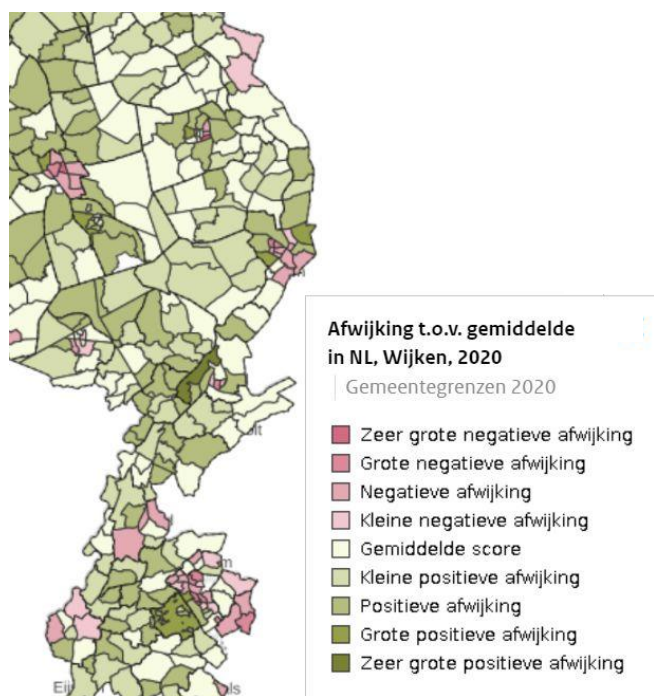 Afwijking t.o.v. gemiddelde
in NL, Wijken, 2020
Gemeentegrenzen 2020
Zeer grote negatieve afwijking
Grote negatieve afwijking
Negatieve afwijking
Kleine negatieve afwijking
Gemiddelde score
Kleine positieve afwijking
Positieve afwijking
Grote positieve afwijking
Zeer grote positieve afwijking